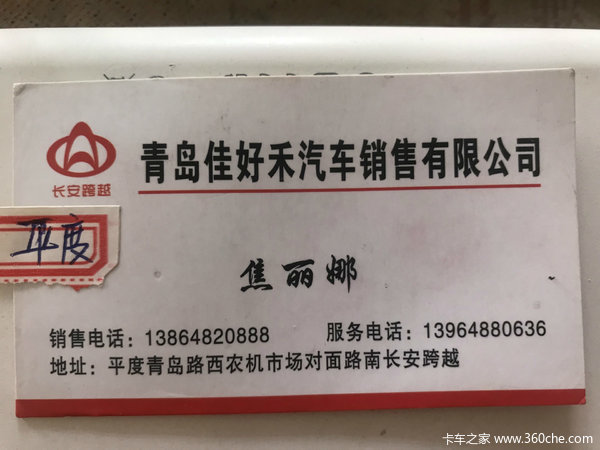 青岛佳好禾汽车销售有限公司
长安跨越
平度
焦丽娜
销售电话：13864820888 服务电话：13964880636
地址：平度青岛路西农机市场对面路南长安跨越
卡车之家 www.360che.com